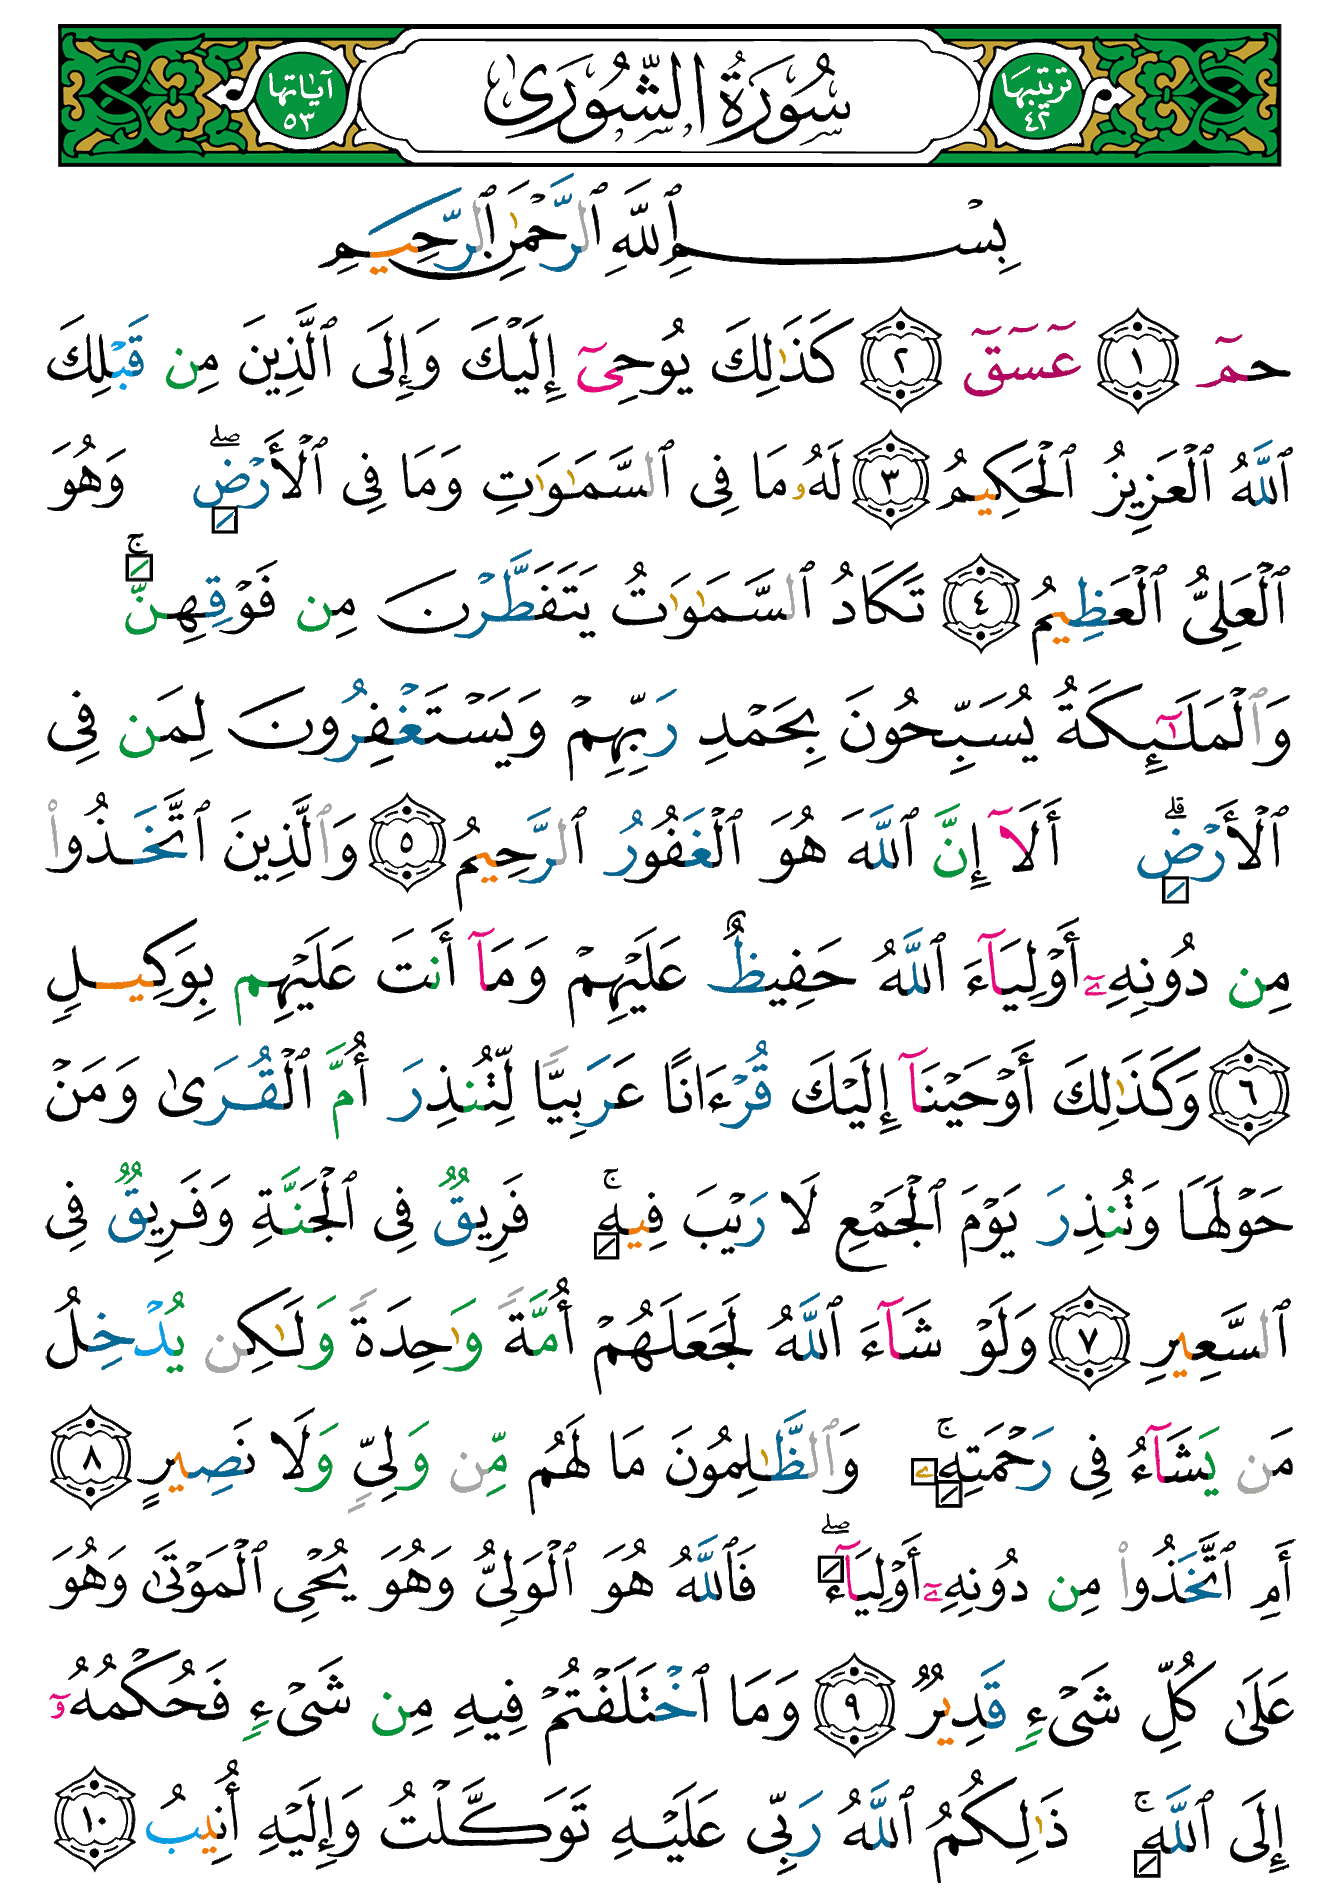 ترتيبها ٤٢ سُورَةُ الشُّورَىٰ آياتها ٥٣
بِسْمِ ٱللَّهِ ٱلرَّحْمَٰنِ ٱلرَّحِيمِ
حمٓ ١ عٓسٓقٓ ٢ كَذَٰلِكَ يُوحِىٓ إِلَيْكَ وَإِلَى ٱلَّذِينَ مِن قَبْلِكَ
ٱللَّهُ ٱلْعَزِيزُ ٱلْحَكِيمُ ٣ لَهُۥ مَا فِى ٱلسَّمَٰوَٰتِ وَمَا فِى ٱلْأَرْضِۖ وَهُوَ
ٱلْعَلِىُّ ٱلْعَظِيمُ ٤ تَكَادُ ٱلسَّمَٰوَٰتُ يَتَفَطَّرْنَ مِن فَوْقِهِنَّۚ
وَٱلْمَلَٰٓئِكَةُ يُسَبِّحُونَ بِحَمْدِ رَبِّهِمْ وَيَسْتَغْفِرُونَ لِمَن فِى
ٱلْأَرْضِۗ أَلَآ إِنَّ ٱللَّهَ هُوَ ٱلْغَفُورُ ٱلرَّحِيمُ ٥ وَٱلَّذِينَ ٱتَّخَذُوا۟
مِن دُونِهِۦٓ أَوْلِيَآءَ ٱللَّهُ حَفِيظٌ عَلَيْهِمْ وَمَآ أَنتَ عَلَيْهِم بِوَكِيلٍ
٦ وَكَذَٰلِكَ أَوْحَيْنَآ إِلَيْكَ قُرْءَانًا عَرَبِيًّا لِّتُنذِرَ أُمَّ ٱلْقُرَىٰ وَمَنْ
حَوْلَهَا وَتُنذِرَ يَوْمَ ٱلْجَمْعِ لَا رَيْبَ فِيهِۚ فَرِيقٌ فِى ٱلْجَنَّةِ وَفَرِيقٌ فِى
ٱلسَّعِيرِ ٧ وَلَوْ شَآءَ ٱللَّهُ لَجَعَلَهُمْ أُمَّةً وَٰحِدَةً وَلَٰكِن يُدْخِلُ
مَن يَشَآءُ فِى رَحْمَتِهِۦۚ وَٱلظَّٰلِمُونَ مَا لَهُم مِّن وَلِىٍّ وَلَا نَصِيرٍ ٨
أَمِ ٱتَّخَذُوا۟ مِن دُونِهِۦٓ أَوْلِيَآءَۖ فَٱللَّهُ هُوَ ٱلْوَلِىُّ وَهُوَ يُحْىِ ٱلْمَوْتَىٰ وَهُوَ
عَلَىٰ كُلِّ شَىْءٍ قَدِيرٌ ٩ وَمَا ٱخْتَلَفْتُمْ فِيهِ مِن شَىْءٍ فَحُكْمُهُۥٓ
إِلَى ٱللَّهِۚ ذَٰلِكُمُ ٱللَّهُ رَبِّى عَلَيْهِ تَوَكَّلْتُ وَإِلَيْهِ أُنِيبُ ١٠